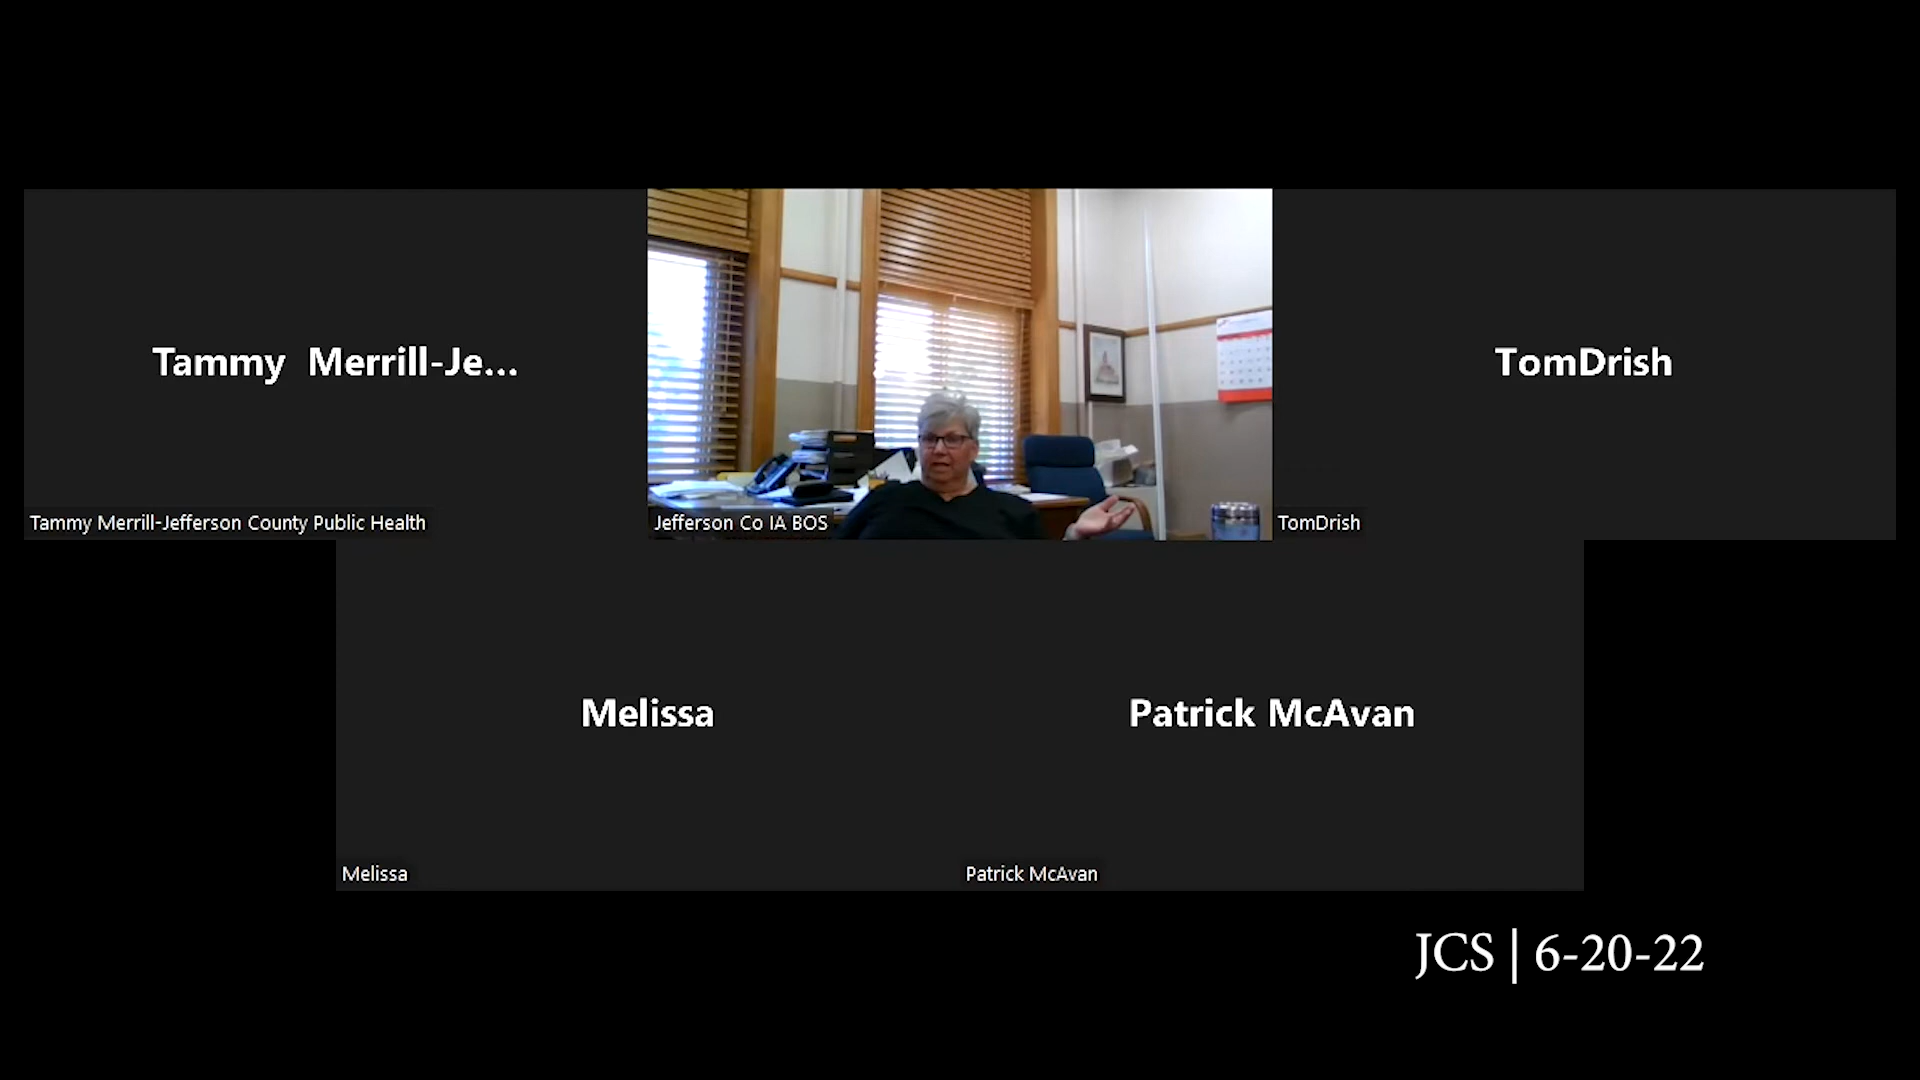 Tammy  Merrill-Je...
TomDrish
Tammy Merrill-Jefferson County Public Health
Jefferson Co IA BOS
TomDrish
Melissa
Patrick McAvan
Melissa
Patrick McAvan
JCS | 6-20-22